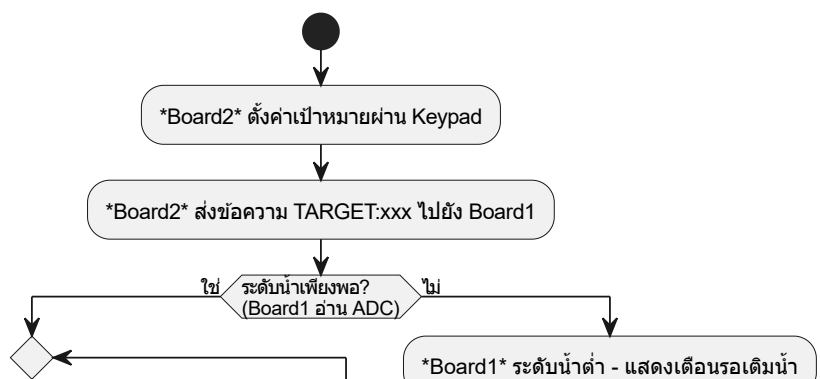 *Board2* ตั้งค่าเป้าหมายผ่าน Keypad
*Board2* ส่งข้อความ TARGET:xxx ไปยัง Board1
ใช่
ระดับน้ำเพียงพอ?
(Board1 อ่าน ADC)
ไม่
*Board1* ระดับน้ำต่ำ - แสดงเตือนรอเติมน้ำ